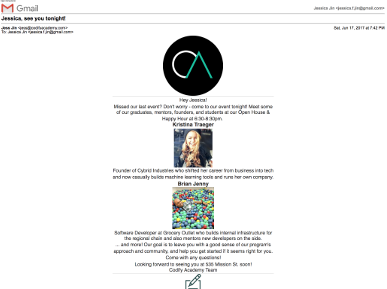 Gmail
Jessica Jin <jessica1.jin@gmail.com>
Jessica, see you tonight!
Jess Jin <jess@codifyacademy.com>
Sat, Jun 17, 2017 at 7:42 PM
To: Jessica Jin <jessica1.jin@gmail.com>
Hey Jessica!
Missed our last event? Don't worry - come to our event tonight! Meet some
of our graduates, mentors, founders, and students at our Open House &
Happy Hour at 6:30-8:30pm.
Kristina Traeger
Founder of Cybrid Industries who shifted her career from business into tech
and now casually builds machine learning tools and runs her own company
Brian Jenny
Software Developer at Grocery Outlet who builds internal infrastructure for
the regional chain and also mentors new developers on the side.
... and more! Our goal is to leave you with a good sense of our programs
approach and community, and help you get started if it seems right for you.
Come with any questions!
Looking forward to seeing you at 535 Mission St. soon!
Codify Academy Team